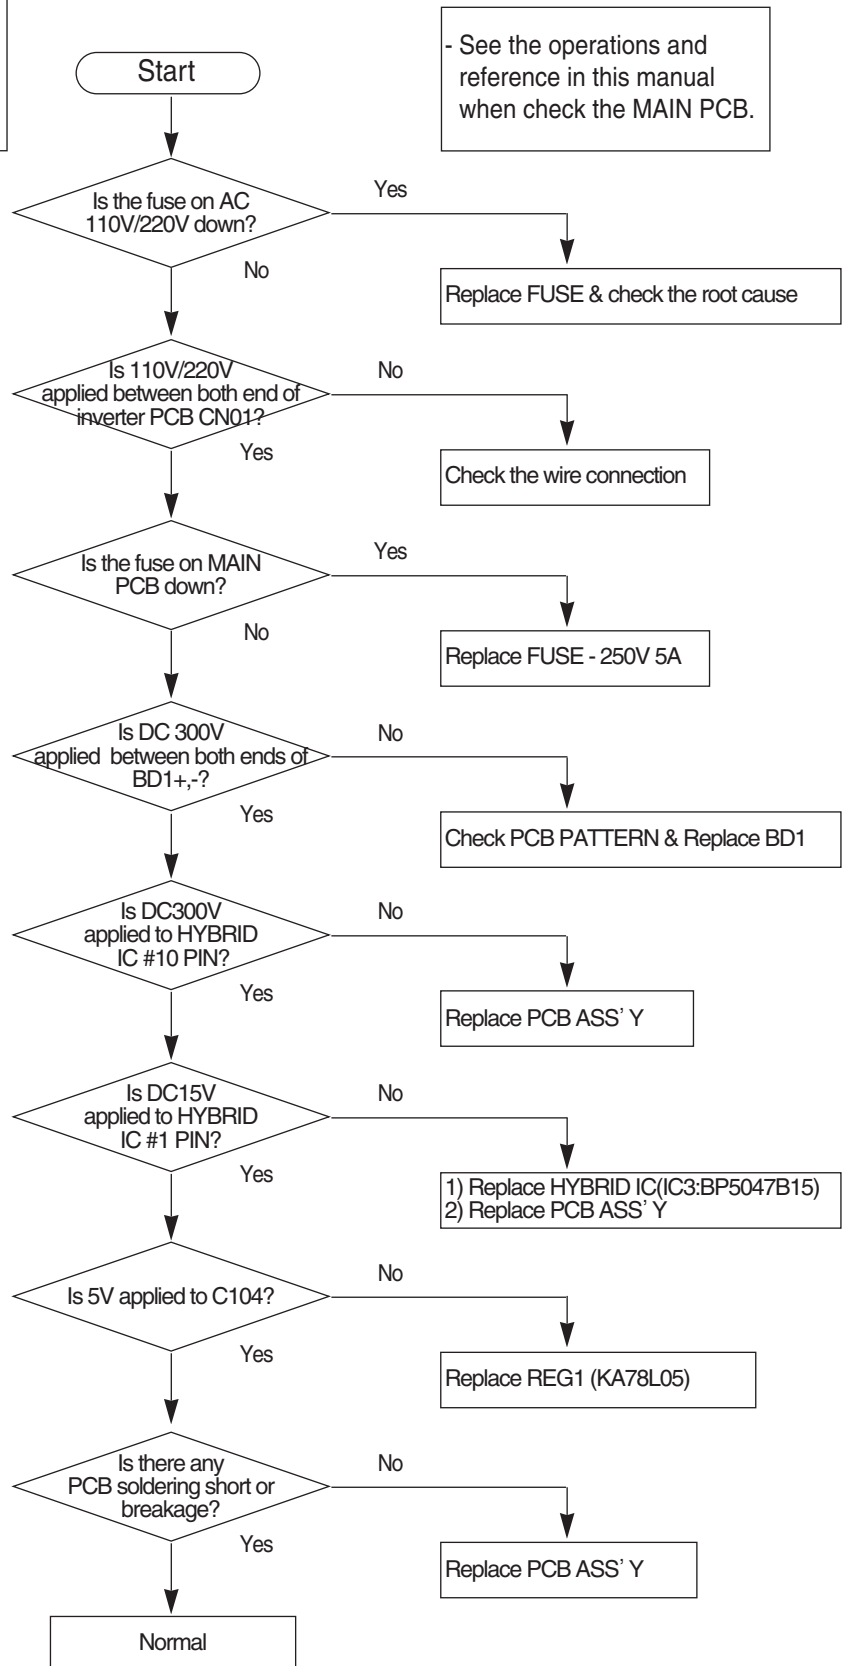 Start
- See the operations and
reference in this manual
when check the MAIN PCB.
Is the fuse on AC
110V/220V down?
Yes
No
Replace FUSE & check the root cause
Is 110V/220V
applied between both end of
inverter PCB CN01?
No
Yes
Check the wire connection
Is the fuse on MAIN
PCB down?
Yes
No
Replace FUSE - 250V 5A
Is DC 300V
applied between both ends of
BD1+,-?
No
Yes
Check PCB PATTERN & Replace BD1
Is DC300V
applied to HYBRID
IC #10 PIN?
No
Yes
Replace PCB ASS' Y
Is DC15V
applied to HYBRID
IC #1 PIN?
No
Yes
1) Replace HYBRID IC(IC3:BP5047B15)
2) Replace PCB ASS' Y
Is 5V applied to C104?
No
Yes
Replace REG1 (KA78L05)
Is there any
PCB soldering short or
breakage?
No
Yes
Replace PCB ASS' Y
Normal